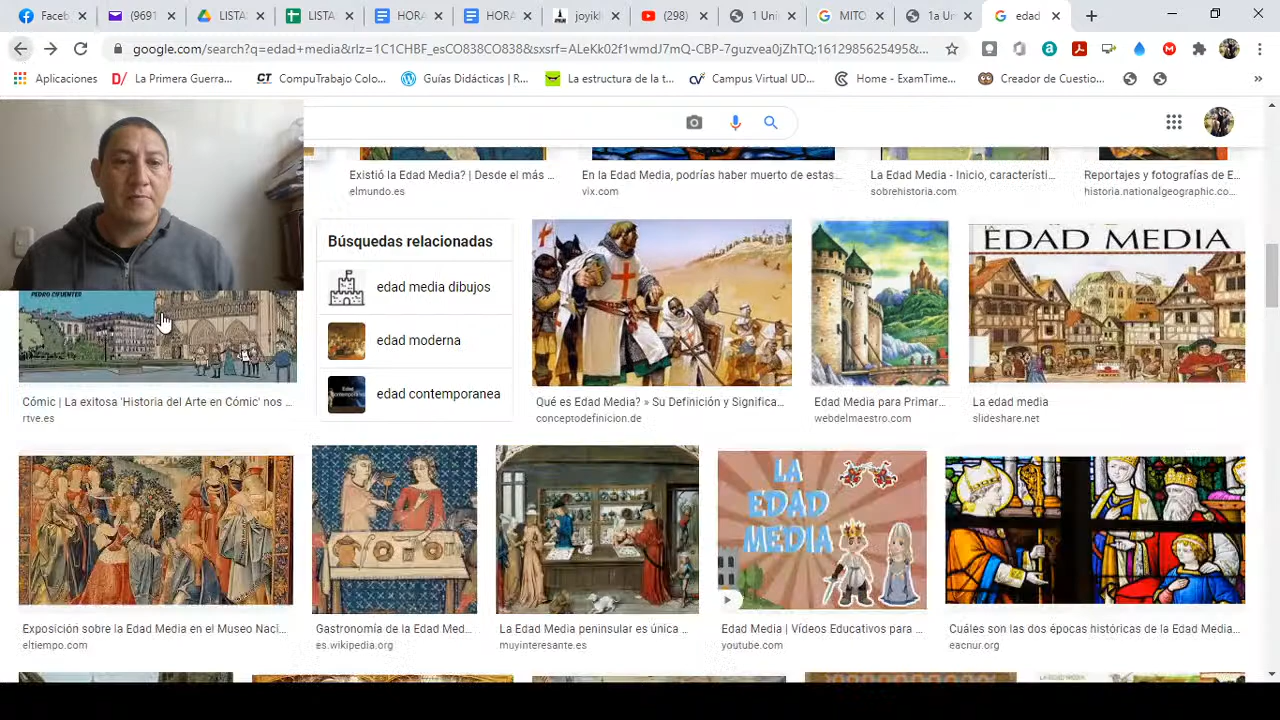 Faceb
(9691
LISTA
LISTA
HORA
HORA
joyikl
(298)
1 Uni
MITO
1a Un
edad
google.com/search?q=edad+media&rlz=1C1CHBF_esCO838CO838&sxsrf=ALeKk02f1wmdJ7mQ-CBP-7guzvea0jZhTQ:1612985625495&...
Aplicaciones
La Primera Guerra...
CompuTrabajo Colo...
Guías Didácticas | R...
La estructura de la t...
Campus Virtual UD...
Home - ExamTime...
Creador de Cuestio...
Existió la Edad Media? | Desde el más ...
elmundo.es
En la Edad Media, podrías haber muerto de estas...
vix.com
La Edad Media - Inicio, característi...
sobrehistoria.com
Reportajes y fotografías de E...
historia.nationalgeographic.co...
PEDRO CIFUENTES
Cómic | La exitosa 'Historia del Arte en Cómic' nos ...
rtve.es
Búsquedas relacionadas
edad media dibujos
edad moderna
edad contemporanea
Qué es Edad Media? » Su Definición y Significa...
conceptodefinicion.de
Edad Media para Primar...
webdelmaestro.com
LA
EDAD MEDIA
La edad media
slideshare.net
Exposición sobre la Edad Media en el Museo Naci...
eltiempo.com
Gastronomía de la Edad Med...
es.wikipedia.org
La Edad Media peninsular es única ...
muyinteresante.es
LA
EDAD
MEDIA
Edad Media | Vídeos Educativos para ...
youtube.com
Cuáles son las dos épocas históricas de la Edad Media...
eacnur.org